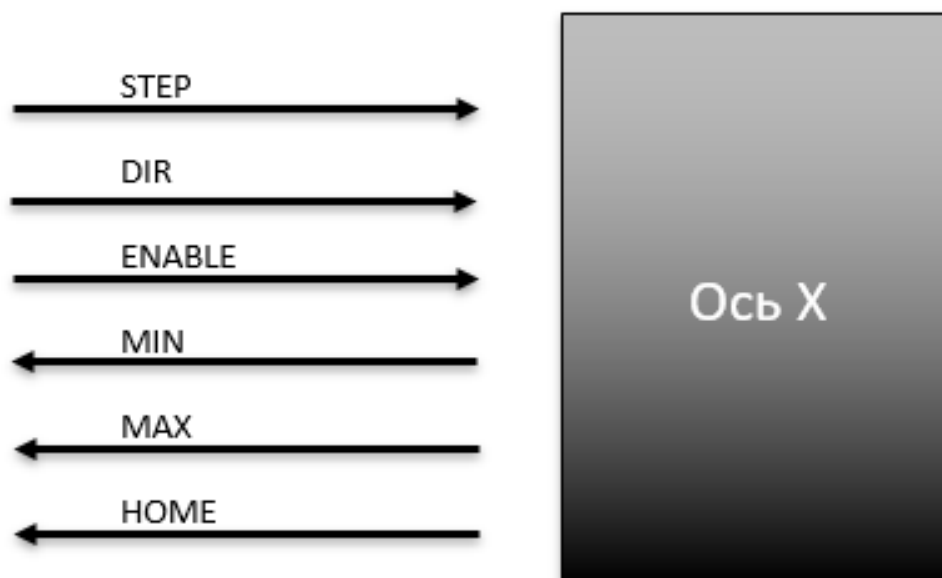 STEP
DIR
ENABLE
MIN
MAX
HOME
Ось X